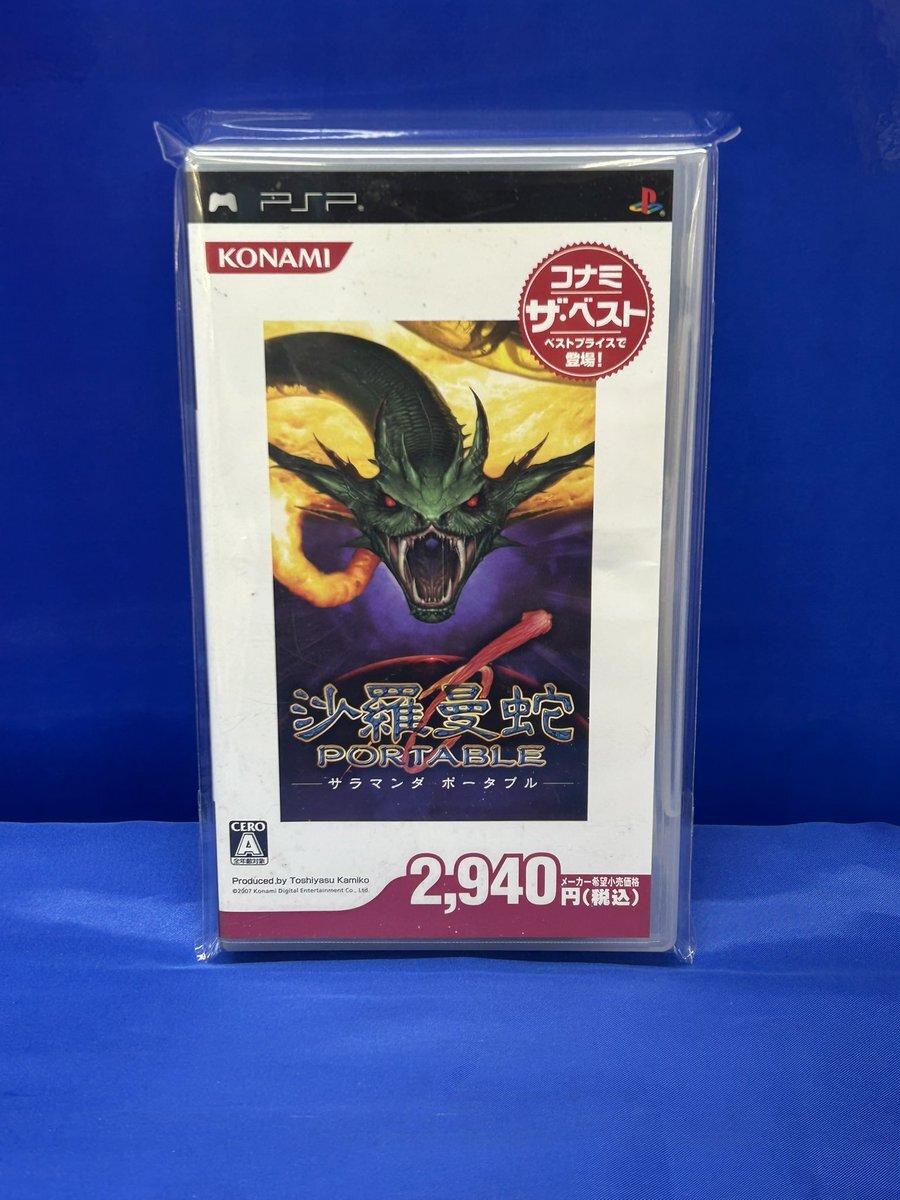 PSP
KONAMI
コナミ
ザ・ベスト
ベストプライスで
登場!
沙羅曼蛇
PORTABLE
サラマンダ ポータブル
CERO
A
全年齢対象
Produced by Toshiyasu Kamiko
©2007 Konami Digital Entertainment Co., Ltd.
2,940
メーカー希望小売価格
円(税込)